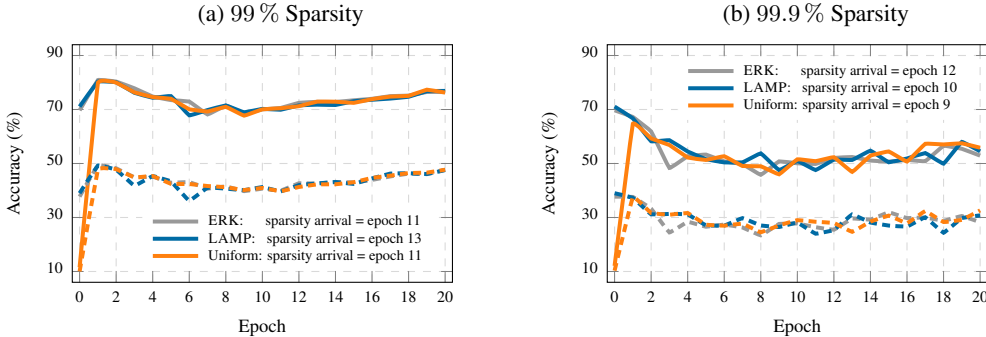 (a) 99 % Sparsity
90
70
50
30
10
Accuracy (%)
ERK: sparsity arrival = epoch 11
LAMP: sparsity arrival = epoch 13
Uniform: sparsity arrival = epoch 11
0 2 4 6 8 10 12 14 16 18 20
Epoch
(b) 99.9 % Sparsity
90
70
50
30
10
Accuracy (%)
ERK: sparsity arrival = epoch 12
LAMP: sparsity arrival = epoch 10
Uniform: sparsity arrival = epoch 9
0 2 4 6 8 10 12 14 16 18 20
Epoch